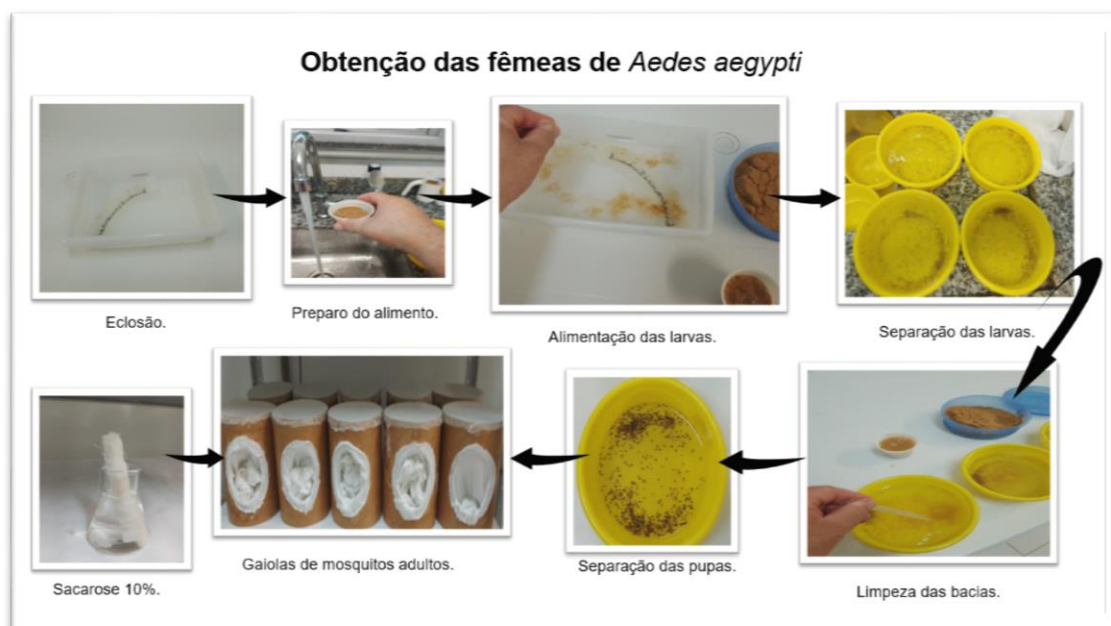 Obtenção das fêmeas de Aedes aegypti
Eclosão.
Preparo do alimento.
Alimentação das larvas.
Separação das larvas.
Sacarose 10%.
Gaiolas de mosquitos adultos.
Separação das pupas.
Limpeza das bacias.